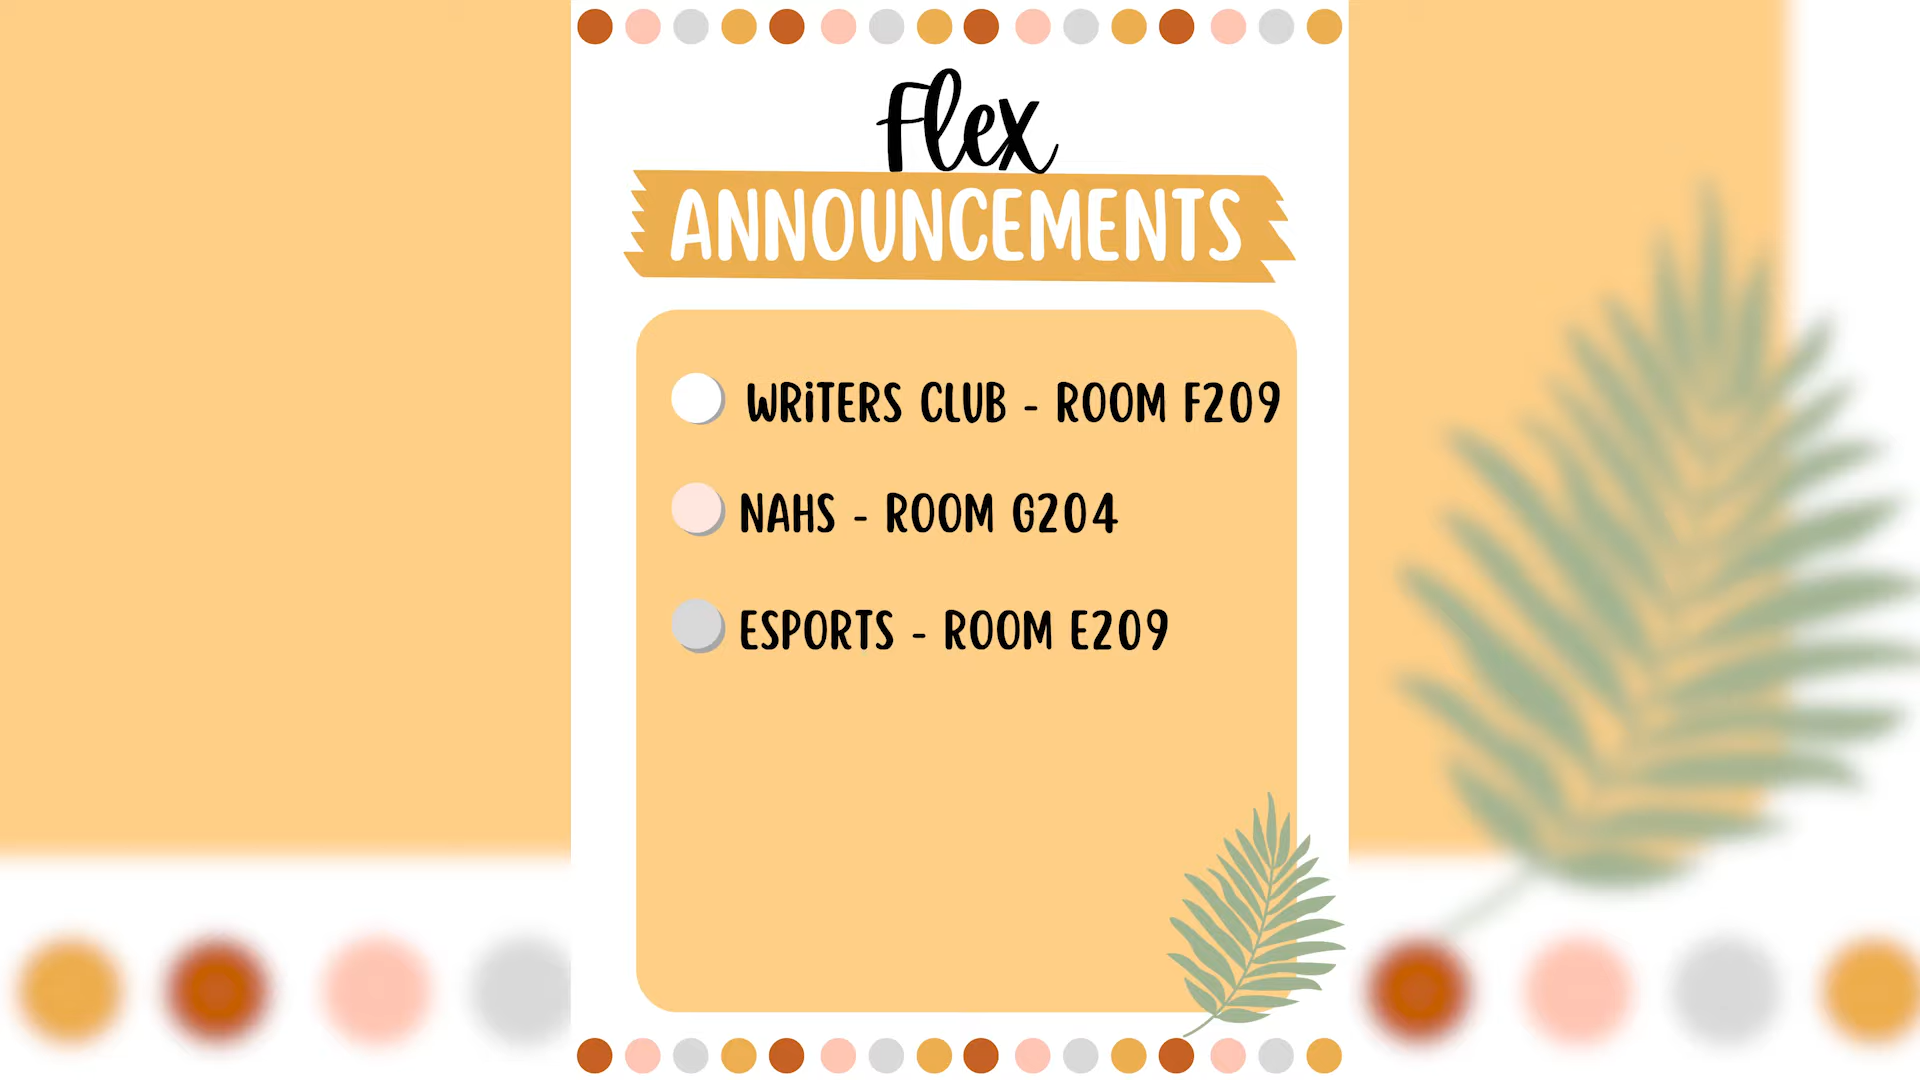 Flex
ANNOUNCEMENTS
WRiTERS CLUB - ROOM F209
NAHS - ROOM G204
ESPORTS - ROOM E209